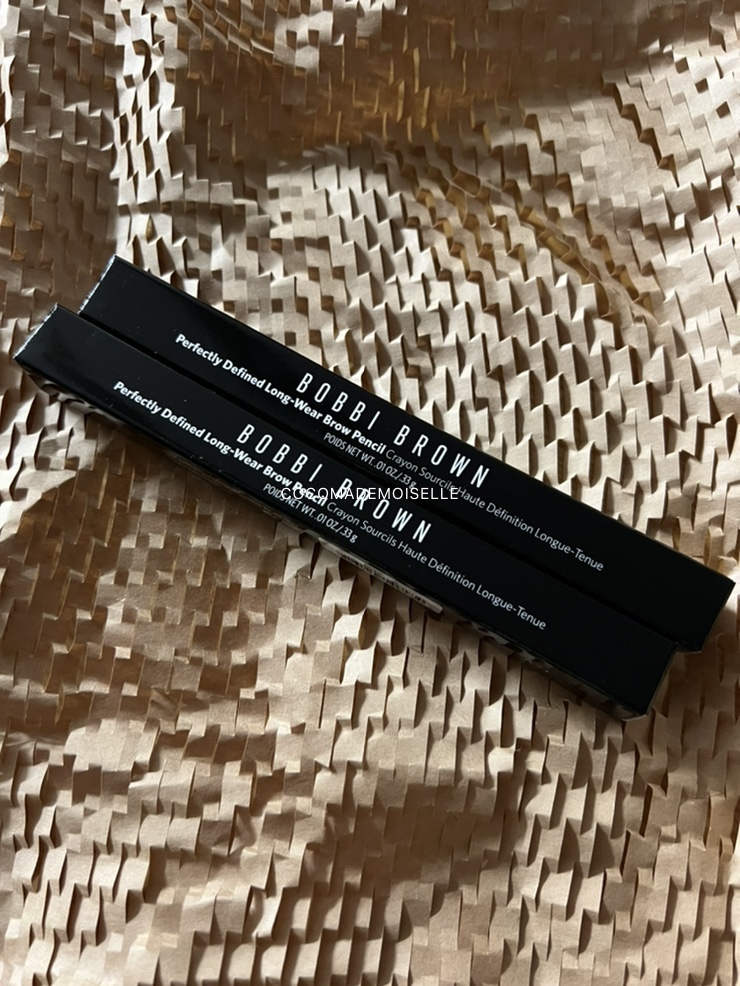 BOBBI BROWN
Perfectly Defined Long-Wear Brow Pencil Crayon Sourcils Haute Définition Longue-Tenue
POIDS NET WT. .01 OZ./.33 g
BOBBI BROWN
Perfectly Defined Long-Wear Brow Pencil Crayon Sourcils Haute Définition Longue-Tenue
POIDS NET WT. .01 OZ./.33 g
COCOMADEMOISELLE